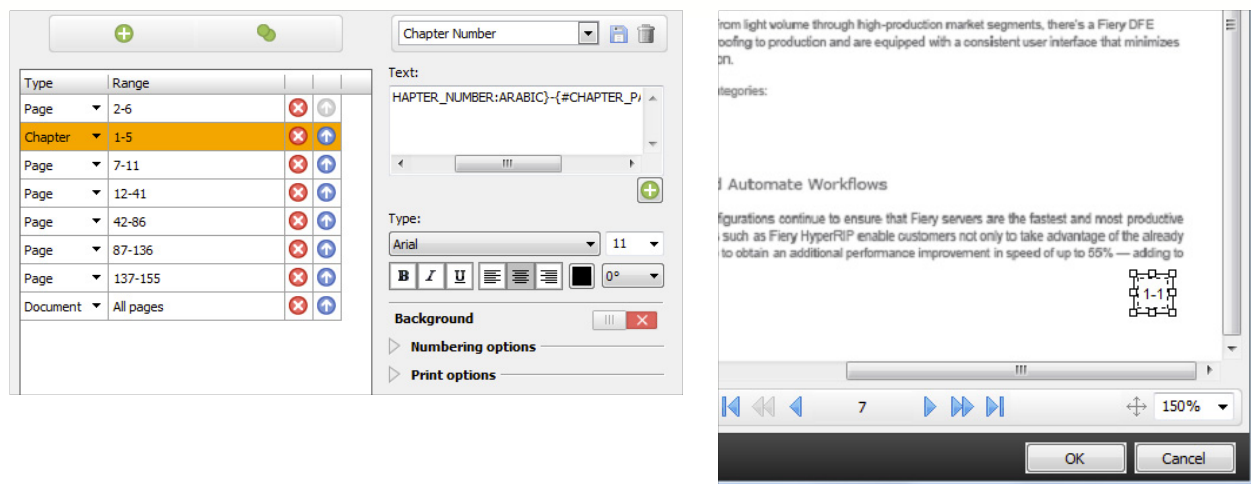 Type Range
Page 2-6
Chapter 1-5
Page 7-11
Page 12-41
Page 42-86
Page 87-136
Page 137-155
Document All pages
Chapter Number
Text:
HAPTER_NUMBER:ARABIC}-{#CHAPTER_P
Type:
Arial 11
B I U 0°
Background
Numbering options
Print options
from light volume through high-production market segments, there's a Fiery DFE
oofing to production and are equipped with a consistent user interface that minimizes
on.
tegories:
d Automate Workflows
figurations continue to ensure that Fiery servers are the fastest and most productive
such as Fiery HyperRIP enable customers not only to take advantage of the already
to obtain an additional performance improvement in speed of up to 55% — adding to
1-1
7 150%
OK Cancel